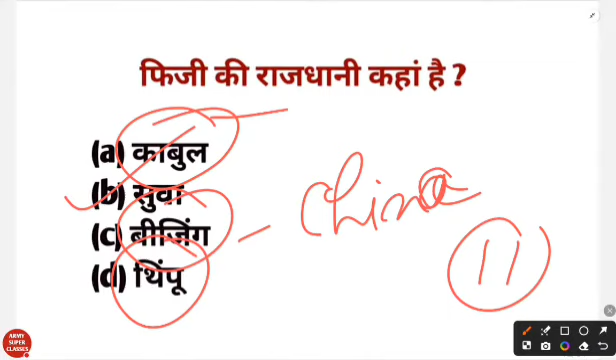 फिजी की राजधानी कहां है ?
(a) काबुल
(b) सुवा
(c) बीजिंग - China
(d) थिंपू
11
ARMY
SUPER
CLASSES